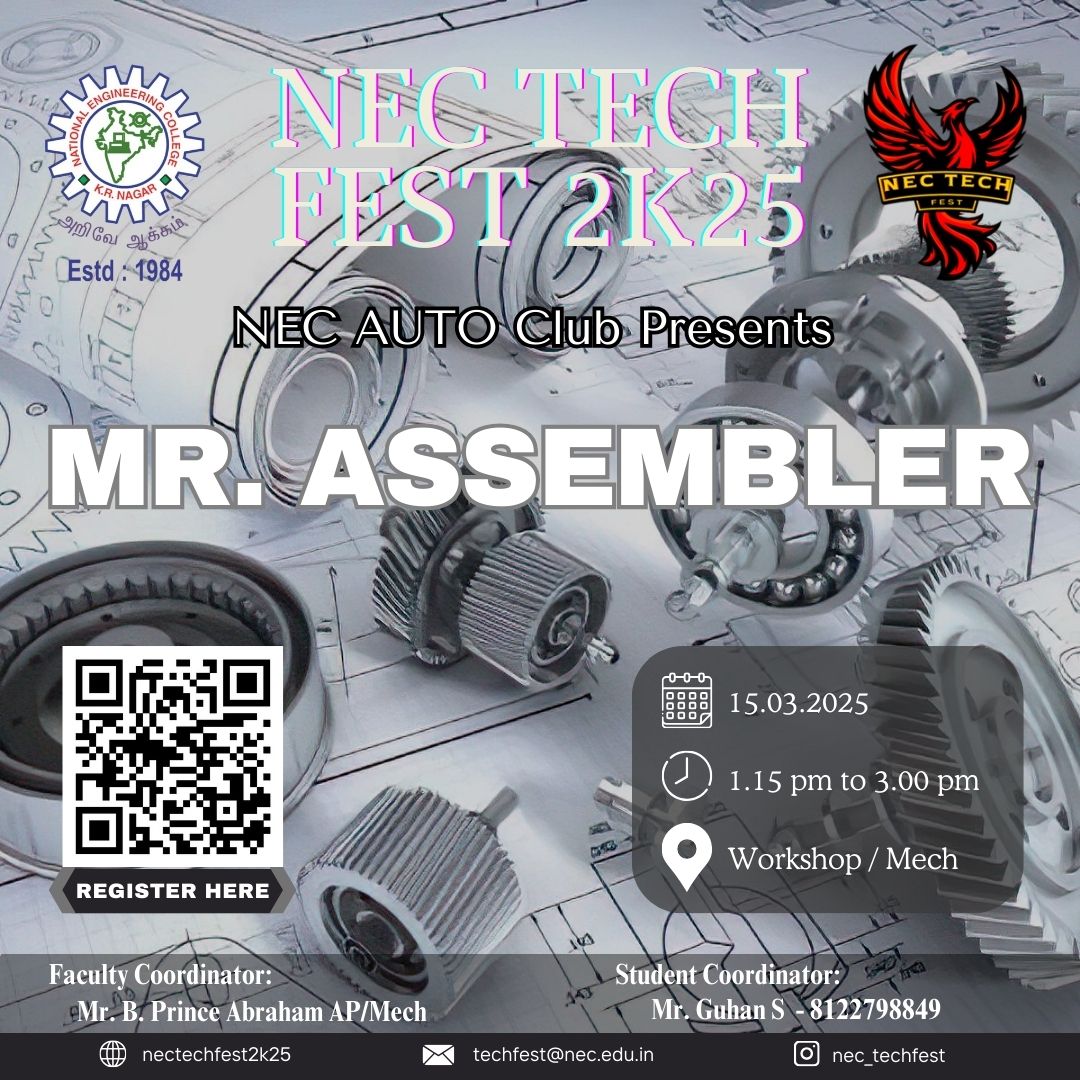 NATIONAL ENGINEERING COLLEGE
K.R. NAGAR
அறிவே ஆக்கம்
Estd : 1984
NEC TECH
FEST 2K25
NEC TECH
FEST
NEC AUTO Club Presents
MR. ASSEMBLER
15.03.2025
1.15 pm to 3.00 pm
Workshop / Mech
REGISTER HERE
Faculty Coordinator:
Mr. B. Prince Abraham AP/Mech
Student Coordinator:
Mr. Guhan S - 8122798849
nectechfest2k25
techfest@nec.edu.in
nec_techfest